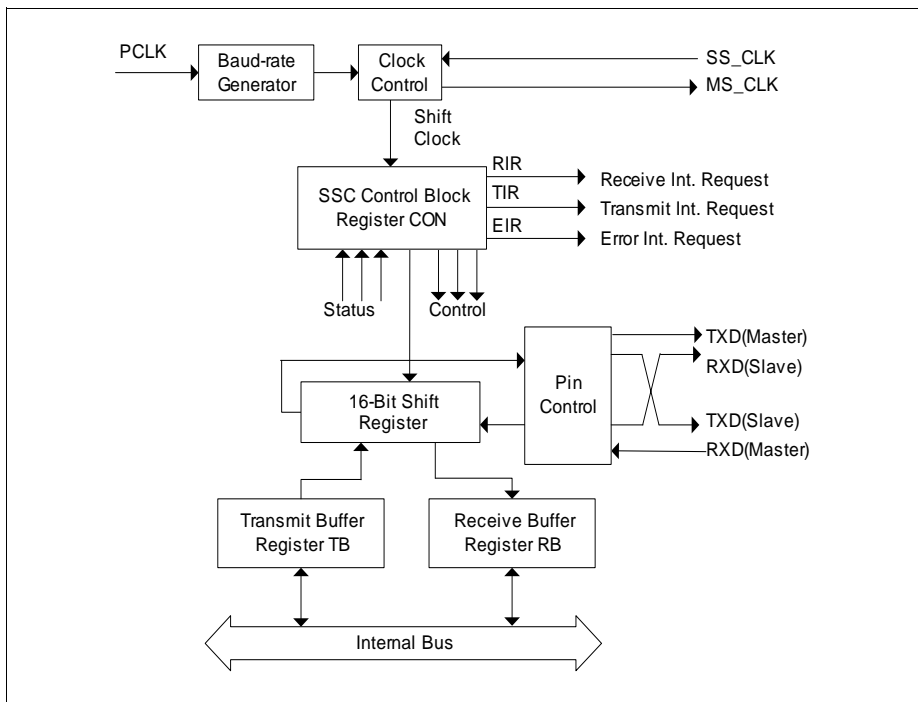 PCLK
Baud-rate
Generator
Clock
Control
SS_CLK
MS_CLK
Shift
Clock
SSC Control Block
Register CON
RIR
TIR
EIR
Receive Int. Request
Transmit Int. Request
Error Int. Request
Status
Control
16-Bit Shift
Register
Pin
Control
TXD(Master)
RXD(Slave)
TXD(Slave)
RXD(Master)
Transmit Buffer
Register TB
Receive Buffer
Register RB
Internal Bus